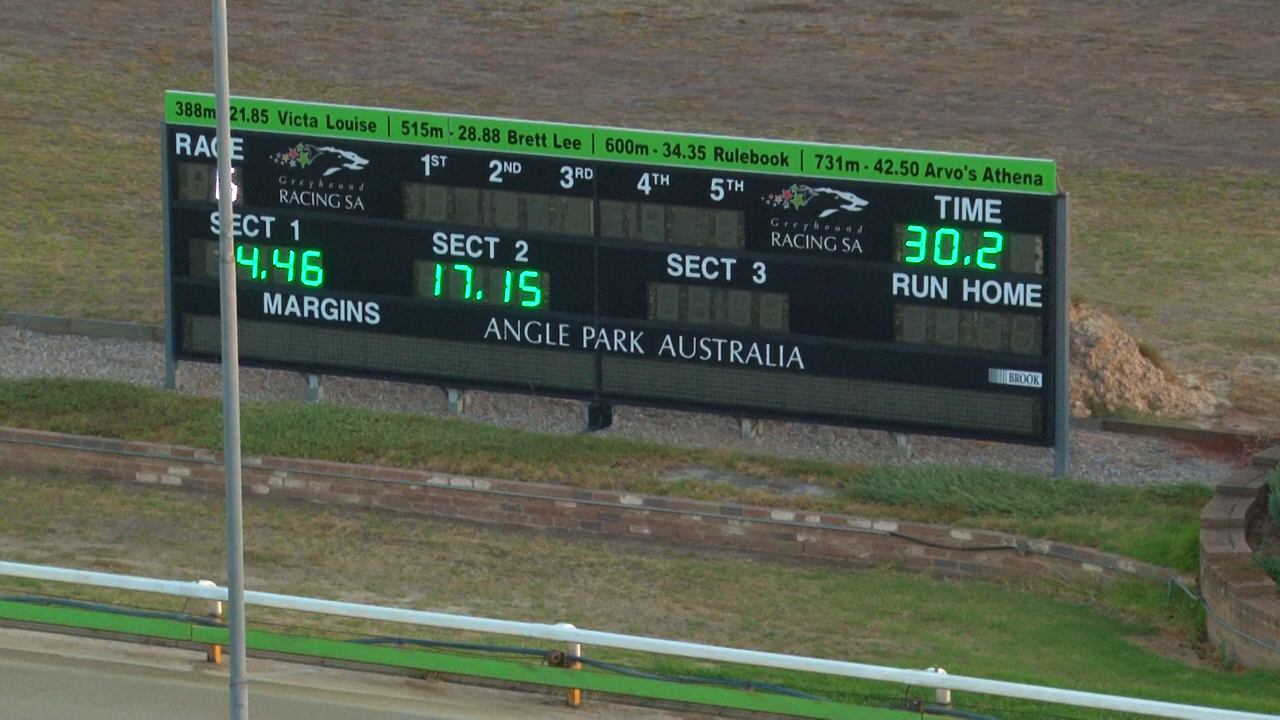 388m 21.85 Victa Louise | 515m - 28.88 Brett Lee | 600m - 34.35 Rulebook | 731m - 42.50 Arvo's Athena
RACE
Greyhound
RACING SA
1ST 2ND 3RD 4TH 5TH
Greyhound
RACING SA
TIME
30.2
SECT 1
4.46
SECT 2
17.15
SECT 3
RUN HOME
MARGINS
ANGLE PARK AUSTRALIA
BROOK